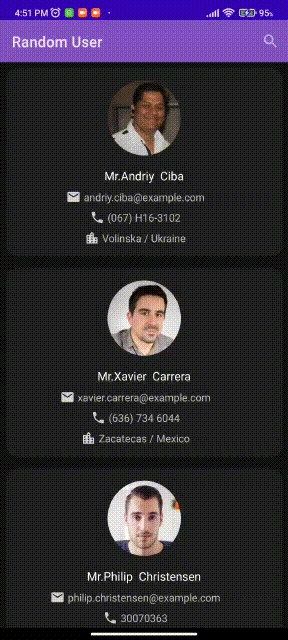 4:51 PM
95%
Random User
Mr.Andriy Ciba
andriy.ciba@example.com
(067) H16-3102
Volinska / Ukraine
Mr.Xavier Carrera
xavier.carrera@example.com
(636) 734 6044
Zacatecas / Mexico
Mr.Philip Christensen
philip.christensen@example.com
30070363